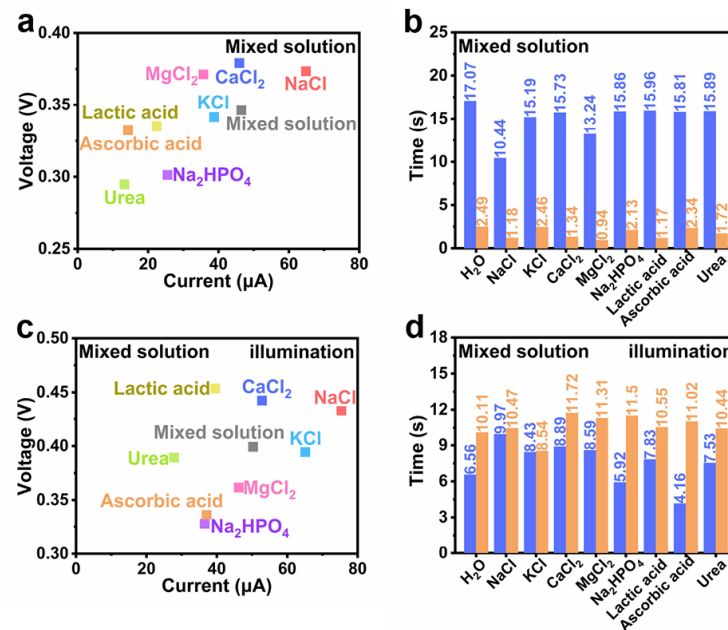 a
0.40
0.35
0.30
0.25
Voltage (V)
Mixed solution
MgCl₂
CaCl₂
NaCl
KCl
Lactic acid
Mixed solution
Ascorbic acid
Na₂HPO₄
Urea
0 20 40 60 80
Current (μA)
b
25
20
15
10
5
0
Time (s)
Mixed solution
17.07 2.49 10.44 1.18 15.19 2.46 15.73 1.34 13.24 0.94 15.86 2.13 15.96 1.17 15.81 2.34 15.89 1.72
H₂O NaCl KCl CaCl₂ MgCl₂ Na₂HPO₄ Lactic acid Ascorbic acid Urea
c
0.50
0.45
0.40
0.35
0.30
Voltage (V)
Mixed solution illumination
Lactic acid
CaCl₂
NaCl
Mixed solution
KCl
Urea
MgCl₂
Ascorbic acid
Na₂HPO₄
0 20 40 60 80
Current (μA)
d
18
15
12
9
6
3
0
Time (s)
Mixed solution illumination
6.56 10.11 9.97 10.47 8.43 8.54 8.89 11.72 8.59 11.31 5.92 11.5 7.83 10.55 4.16 11.02 7.53 10.44
H₂O NaCl KCl CaCl₂ MgCl₂ Na₂HPO₄ Lactic acid Ascorbic acid Urea